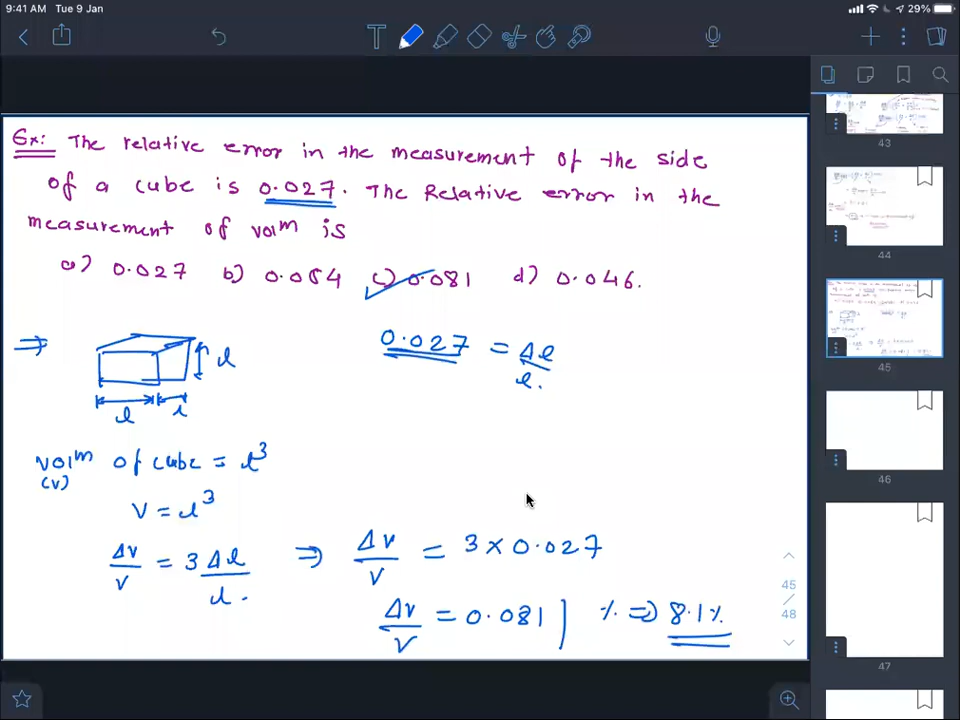 9:41 AM Tue 9 Jan
29%
Ex: The relative error in the measurement of the side
of a cube is 0.027. The Relative error in the
measurement of volm is
a) 0.027 b) 0.054 c) 0.081 d) 0.046.
⇒ l 0.027 = Δl/l.
l l
volm of cube = l³
(v)
V = l³
Δv/v = 3 Δl/l. ⇒ Δv/v = 3 × 0.027
Δv/v = 0.081 | % ⇒ 8.1%
45
/
48
43
44
45
46
47